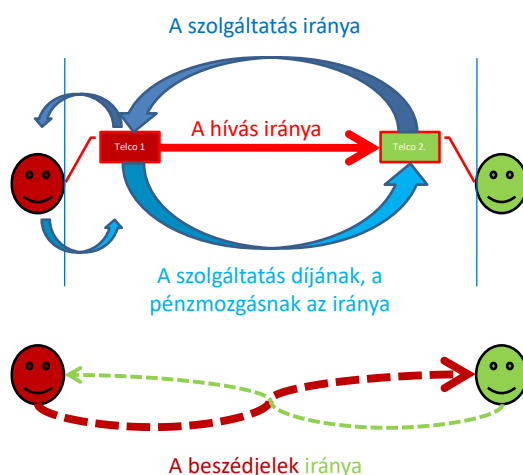 A szolgáltatás iránya
A hívás iránya
Telco 1
Telco 2.
A szolgáltatás díjának, a
pénzmozgásnak az iránya
A beszédjelek iránya